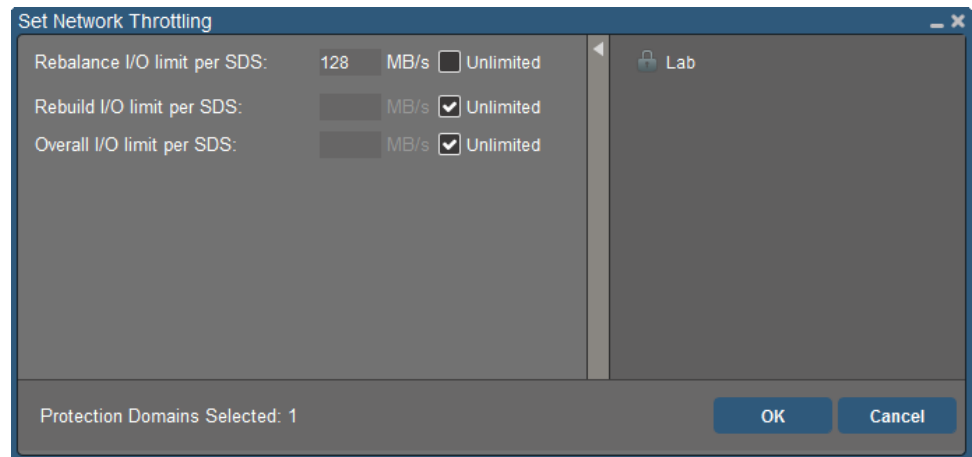 Set Network Throttling
Rebalance I/O limit per SDS: 128 MB/s Unlimited
Lab
Rebuild I/O limit per SDS: MB/s Unlimited
Overall I/O limit per SDS: MB/s Unlimited
Protection Domains Selected: 1
OK Cancel